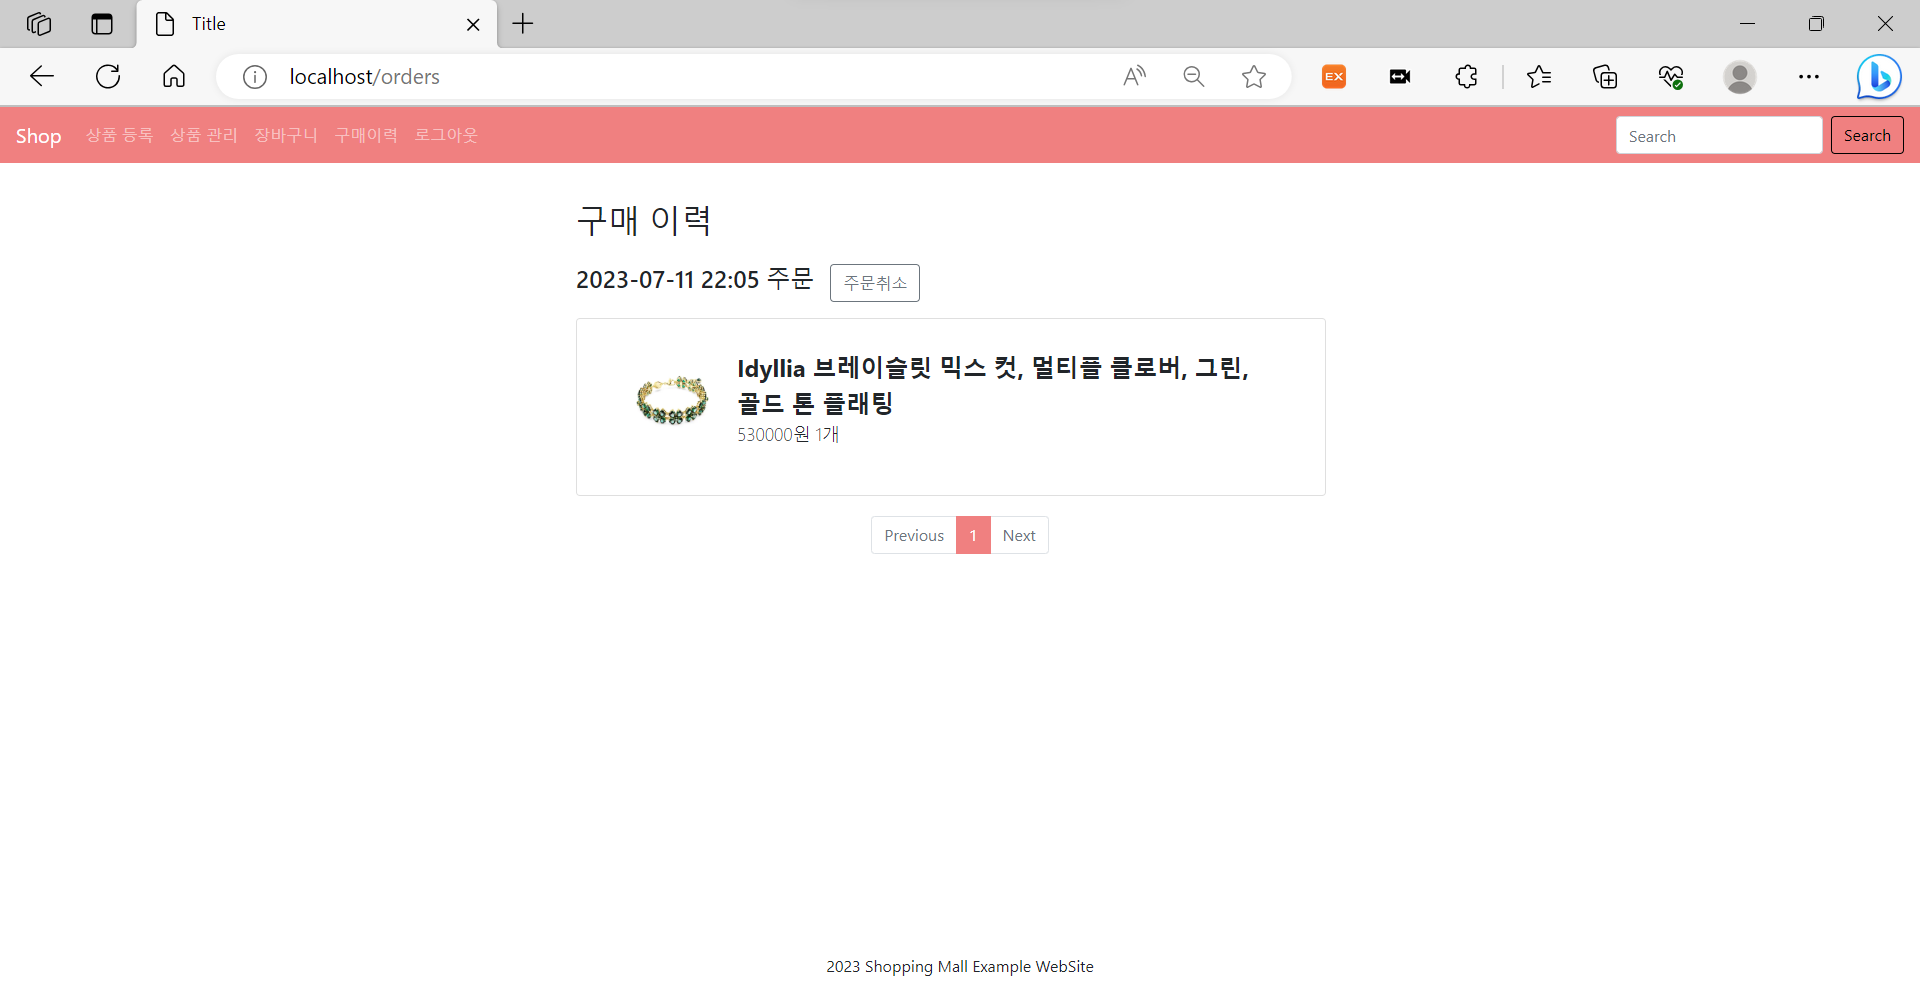 Title
localhost/orders
EX
Shop 상품 등록 상품 관리 장바구니 구매이력 로그아웃 Search Search
구매 이력
2023-07-11 22:05 주문 주문취소
Idyllia 브레이슬릿 믹스 컷, 멀티플 클로버, 그린,
골드 톤 플래팅
530000원 1개
Previous 1 Next
2023 Shopping Mall Example WebSite